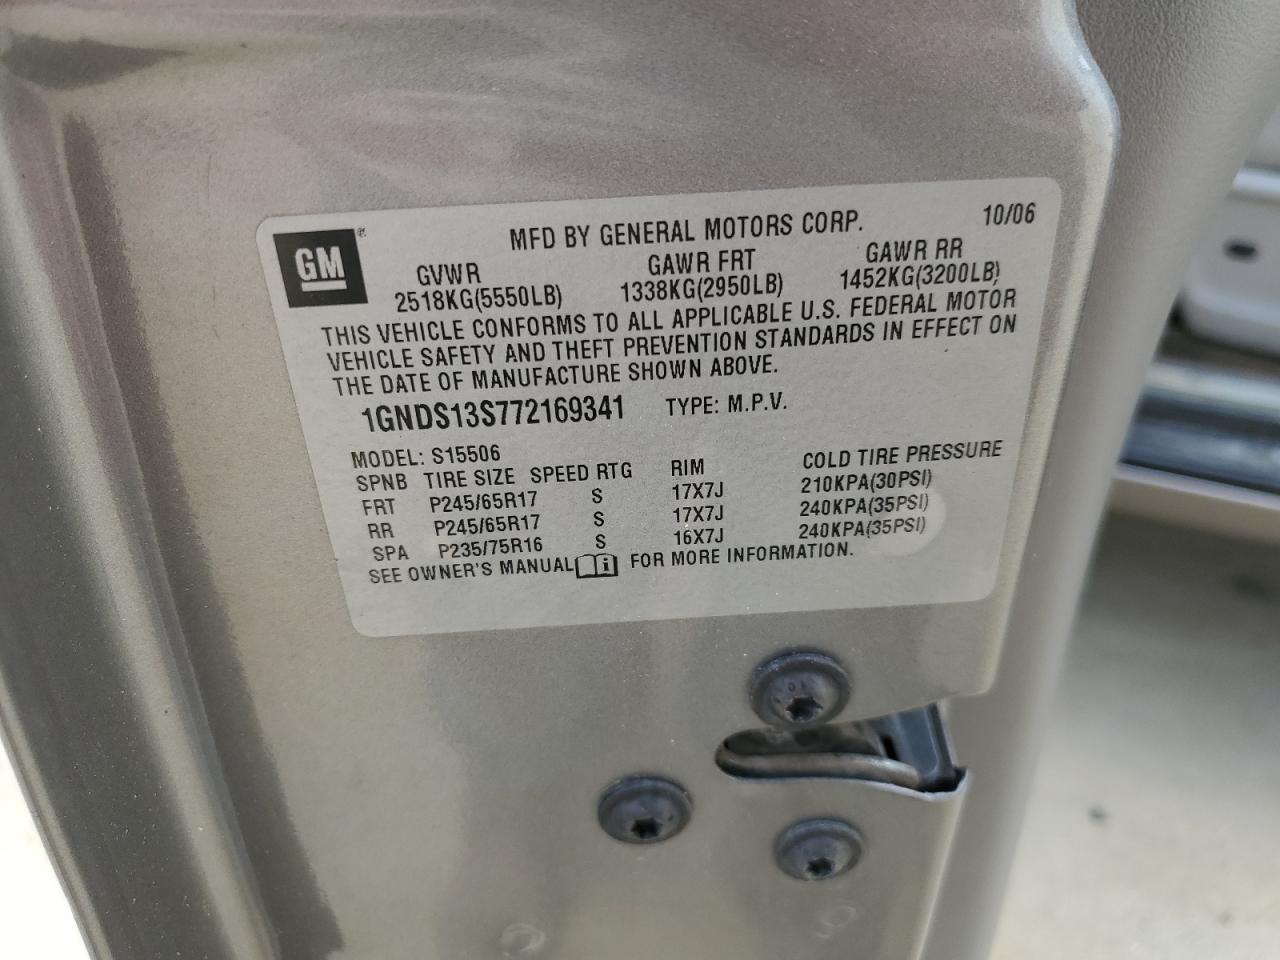 MFD BY GENERAL MOTORS CORP. 10/06
GM®
GVWR GAWR FRT GAWR RR
2518KG(5550LB) 1338KG(2950LB) 1452KG(3200LB)
THIS VEHICLE CONFORMS TO ALL APPLICABLE U.S. FEDERAL MOTOR
VEHICLE SAFETY AND THEFT PREVENTION STANDARDS IN EFFECT ON
THE DATE OF MANUFACTURE SHOWN ABOVE.
1GNDS13S772169341 TYPE: M.P.V.
MODEL: S15506
SPNB TIRE SIZE SPEED RTG RIM COLD TIRE PRESSURE
FRT P245/65R17 S 17X7J 210KPA(30PSI)
RR P245/65R17 S 17X7J 240KPA(35PSI)
SPA P235/75R16 S 16X7J 240KPA(35PSI)
SEE OWNER'S MANUAL i FOR MORE INFORMATION.